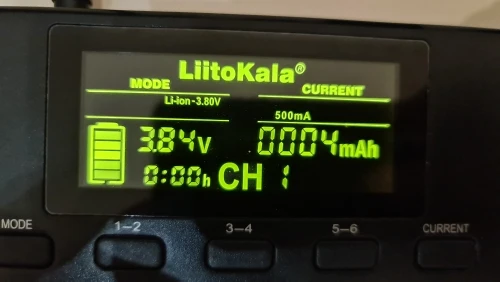 LiitoKala®
MODE CURRENT
Li-Ion-3.80V 500mA
3.84V 0004mAh
0:00h CH 1
MODE 1–2 3–4 5–6 CURRENT